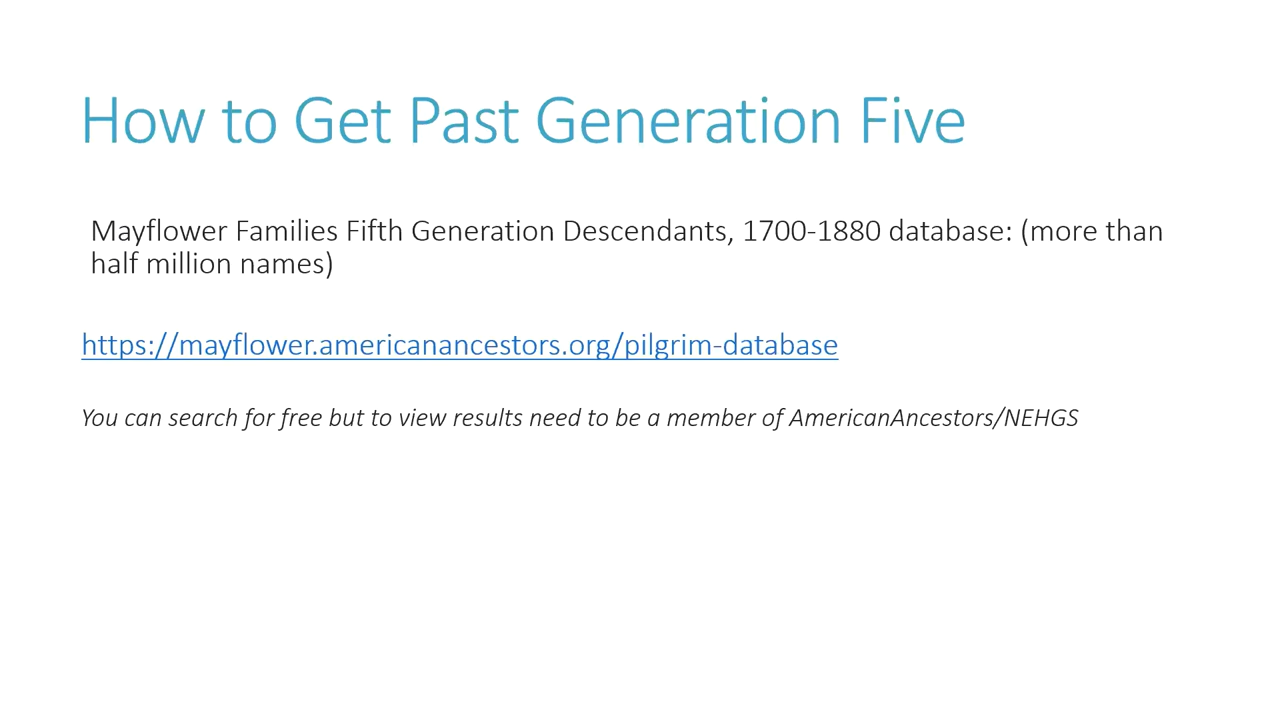 How to Get Past Generation Five
Mayflower Families Fifth Generation Descendants, 1700-1880 database: (more than
half million names)
https://mayflower.americanancestors.org/pilgrim-database
You can search for free but to view results need to be a member of AmericanAncestors/NEHGS